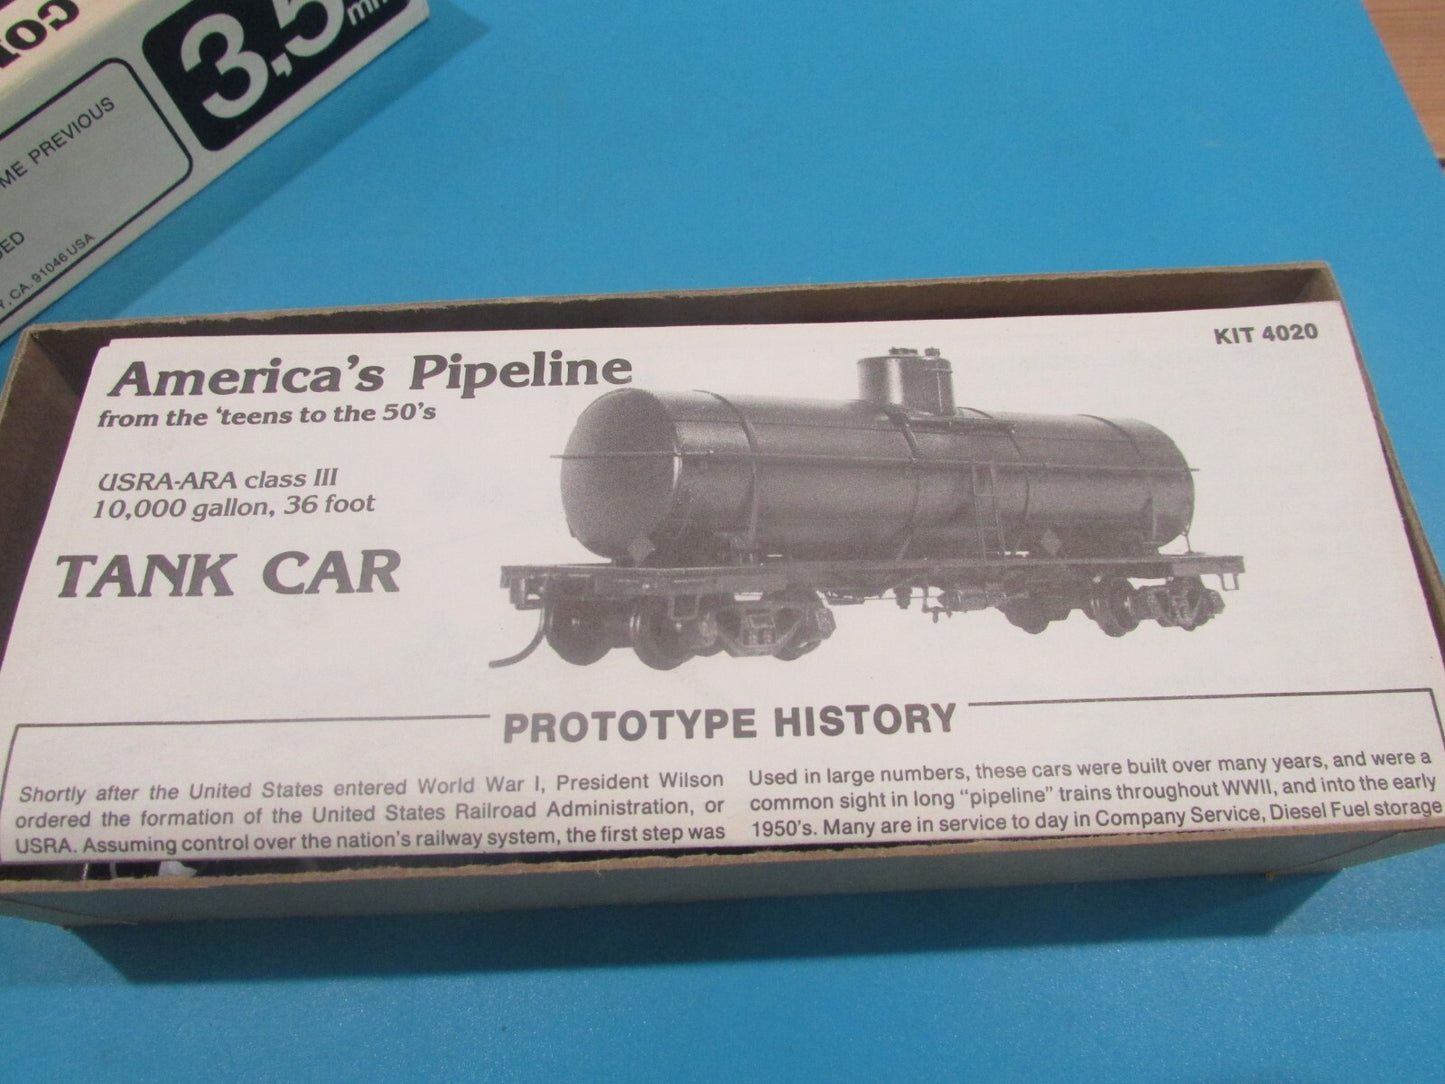 3,5
ME PREVIOUS
CA. 91046 USA
KIT 4020
America's Pipeline
from the 'teens to the 50's
USRA-ARA class III
10,000 gallon, 36 foot
TANK CAR
PROTOTYPE HISTORY
Shortly after the United States entered World War I, President Wilson
ordered the formation of the United States Railroad Administration, or
USRA. Assuming control over the nation's railway system, the first step was
Used in large numbers, these cars were built over many years, and were a
common sight in long "pipeline" trains throughout WWII, and into the early
1950's. Many are in service to day in Company Service, Diesel Fuel storage